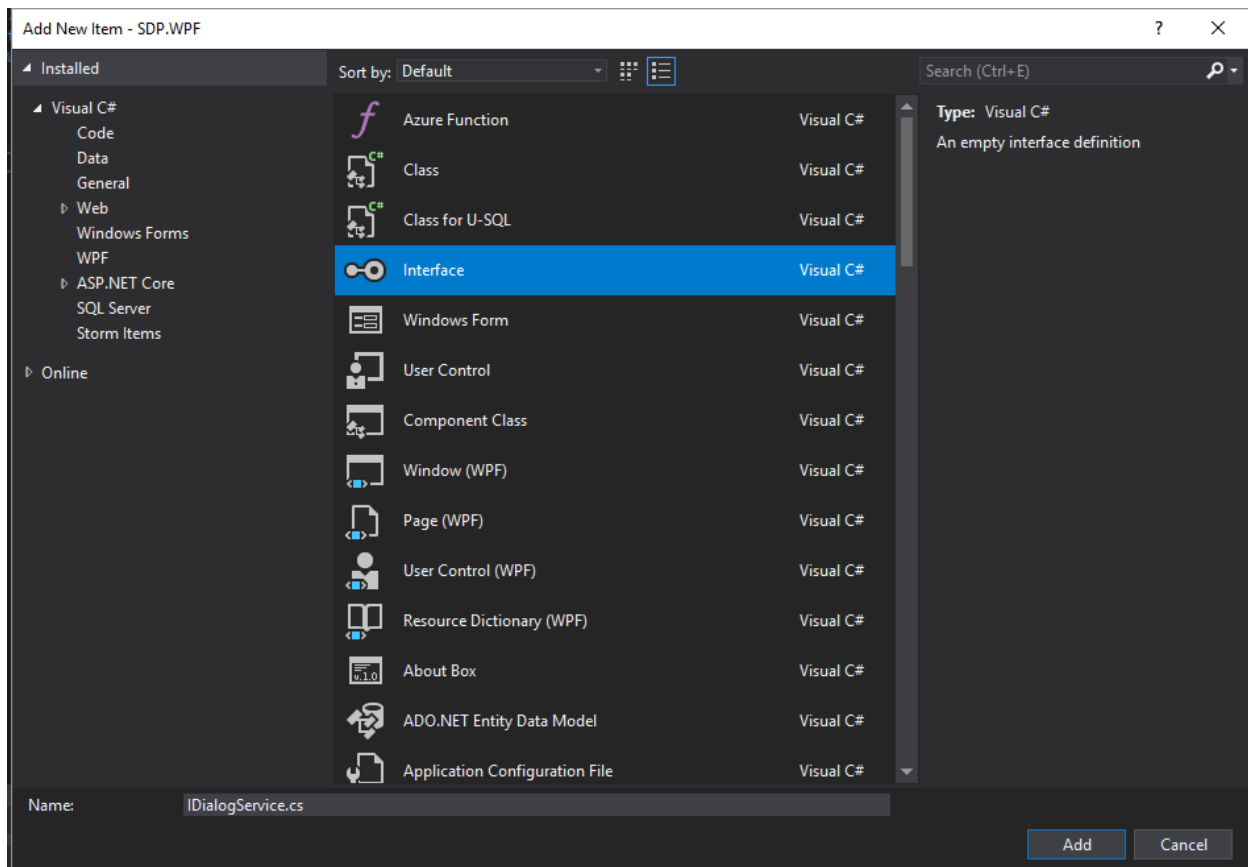 Add New Item - SDP.WPF
?
Installed
Sort by: Default
Search (Ctrl+E)
Visual C#
Code
Data
General
Web
Windows Forms
WPF
ASP.NET Core
SQL Server
Storm Items
Online
Azure Function Visual C#
C#
Class Visual C#
C#
Class for U-SQL Visual C#
Interface Visual C#
Windows Form Visual C#
User Control Visual C#
Component Class Visual C#
Window (WPF) Visual C#
Page (WPF) Visual C#
User Control (WPF) Visual C#
Resource Dictionary (WPF) Visual C#
v.1.0
About Box Visual C#
ADO.NET Entity Data Model Visual C#
Application Configuration File Visual C#
Type: Visual C#
An empty interface definition
Name: IDialogService.cs
Add Cancel